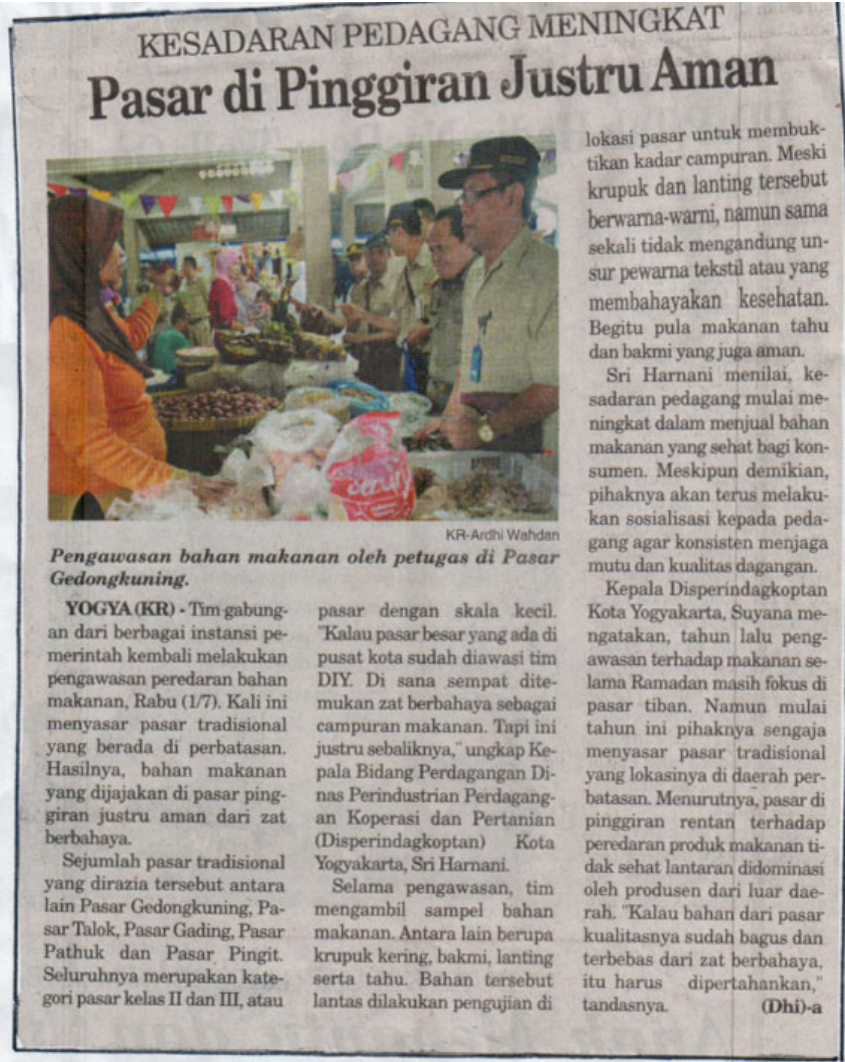 KESADARAN PEDAGANG MENINGKAT
Pasar di Pinggiran Justru Aman
KR-Ardhi Wahdan
Pengawasan bahan makanan oleh petugas di Pasar
Gedongkuning.
YOGYA (KR) - Tim gabung-
an dari berbagai instansi pe-
merintah kembali melakukan
pengawasan peredaran bahan
makanan, Rabu (1/7). Kali ini
menyasar pasar tradisional
yang berada di perbatasan.
Hasilnya, bahan makanan
yang dijajakan di pasar ping-
giran justru aman dari zat
berbahaya.
Sejumlah pasar tradisional
yang dirazia tersebut antara
lain Pasar Gedongkuning, Pa-
sar Talok, Pasar Gading, Pasar
Pathuk dan Pasar Pingit.
Seluruhnya merupakan kate-
gori pasar kelas II dan III, atau
pasar dengan skala kecil.
"Kalau pasar besar yang ada di
pusat kota sudah diawasi tim
DIY. Di sana sempat dite-
mukan zat berbahaya sebagai
campuran makanan. Tapi ini
justru sebaliknya," ungkap Ke-
pala Bidang Perdagangan Di-
nas Perindustrian Perdagang-
an Koperasi dan Pertanian
(Disperindagkoptan) Kota
Yogyakarta, Sri Harnani.
Selama pengawasan, tim
mengambil sampel bahan
makanan. Antara lain berupa
krupuk kering, bakmi, lanting
serta tahu. Bahan tersebut
lantas dilakukan pengujian di
lokasi pasar untuk membuk-
tikan kadar campuran. Meski
krupuk dan lanting tersebut
berwarna-warni, namun sama
sekali tidak mengandung un-
sur pewarna tekstil atau yang
membahayakan kesehatan.
Begitu pula makanan tahu
dan bakmi yang juga aman.
Sri Harnani menilai, ke-
sadaran pedagang mulai me-
ningkat dalam menjual bahan
makanan yang sehat bagi kon-
sumen. Meskipun demikian,
pihaknya akan terus melaku-
kan sosialisasi kepada peda-
gang agar konsisten menjaga
mutu dan kualitas dagangan.
Kepala Disperindagkoptan
Kota Yogyakarta, Suyana me-
ngatakan, tahun lalu peng-
awasan terhadap makanan se-
lama Ramadan masih fokus di
pasar tiban. Namun mulai
tahun ini pihaknya sengaja
menyasar pasar tradisional
yang lokasinya di daerah per-
batasan. Menurutnya, pasar di
pinggiran rentan terhadap
peredaran produk makanan ti-
dak sehat lantaran didominasi
oleh produsen dari luar dae-
rah. "Kalau bahan dari pasar
kualitasnya sudah bagus dan
terbebas dari zat berbahaya,
itu harus dipertahankan,"
tandasnya. (Dhi)-a